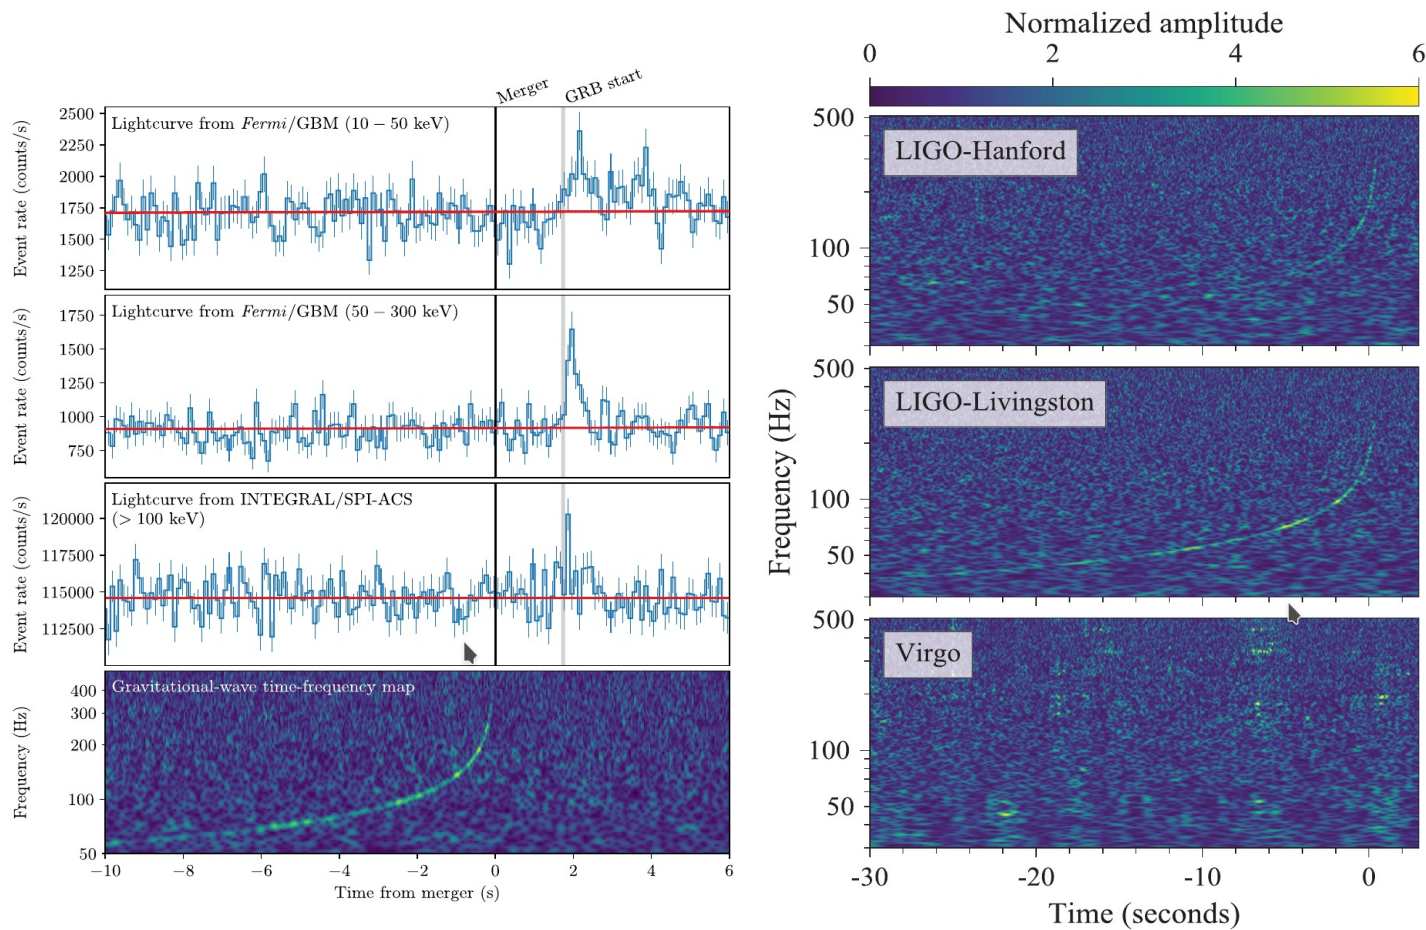 Merger
GRB start
2500
2250
2000
1750
1500
1250
Event rate (counts/s)
Lightcurve from Fermi/GBM (10 − 50 keV)
1750
1500
1250
1000
750
Event rate (counts/s)
Lightcurve from Fermi/GBM (50 − 300 keV)
120000
117500
115000
112500
Event rate (counts/s)
Lightcurve from INTEGRAL/SPI-ACS
(> 100 keV)
400
300
200
100
50
Frequency (Hz)
Gravitational-wave time-frequency map
−10 −8 −6 −4 −2 0 2 4 6
Time from merger (s)
Normalized amplitude
0 2 4 6
500
100
50
LIGO-Hanford
500
100
50
LIGO-Livingston
Frequency (Hz)
500
100
50
Virgo
-30 -20 -10 0
Time (seconds)